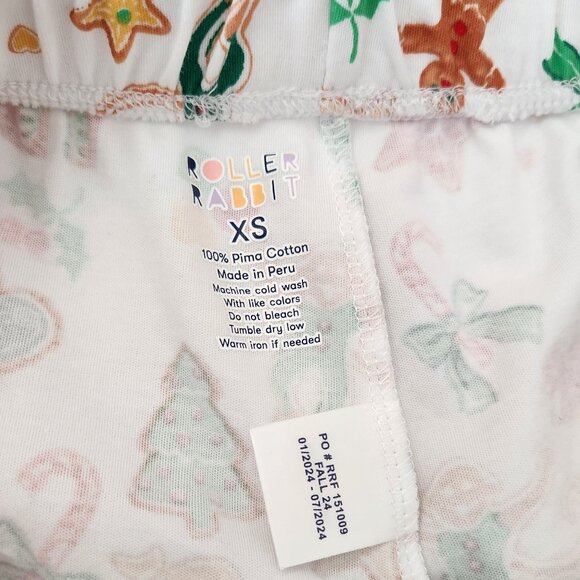 ROLLER
RABBIT
XS
100% Pima Cotton
Made in Peru
Machine cold wash
With like colors
Do not bleach
Tumble dry low
Warm iron if needed
PO # RRF 151009
FALL 24
01/2024 - 07/2024